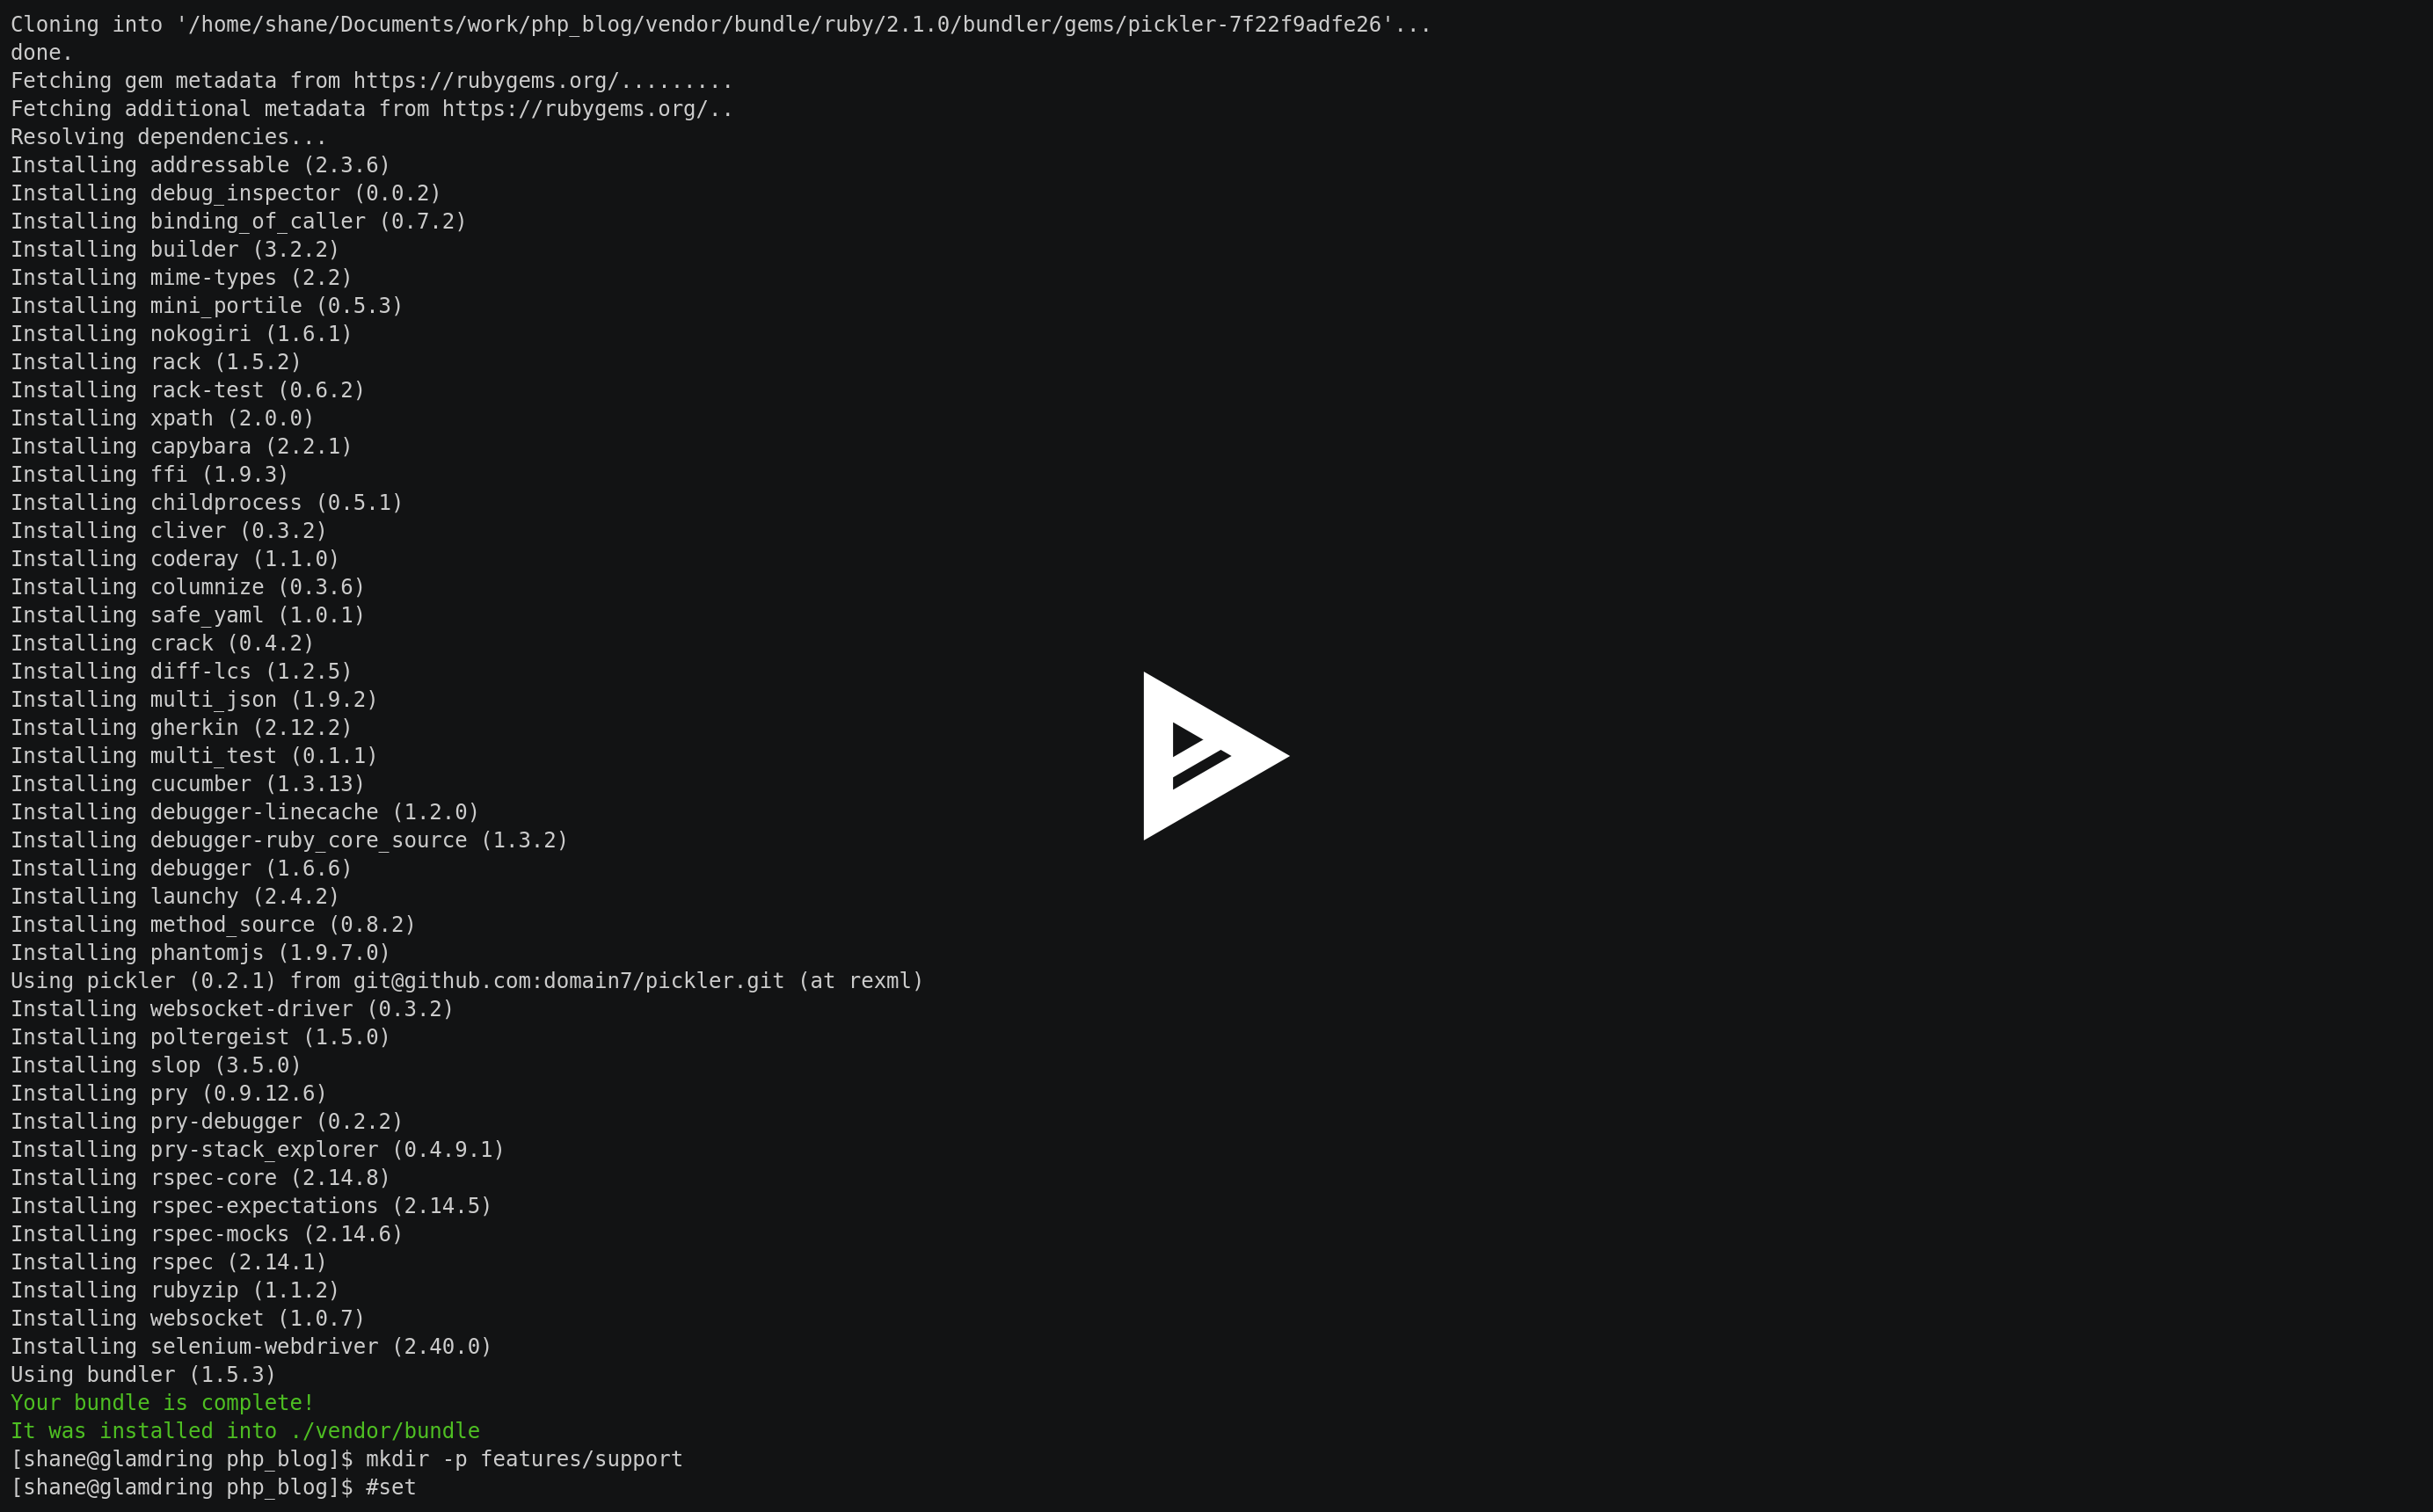 Cloning into '/home/shane/Documents/work/php_blog/vendor/bundle/ruby/2.1.0/bundler/gems/pickler-7f22f9adfe26'...
done.
Fetching gem metadata from https://rubygems.org/.........
Fetching additional metadata from https://rubygems.org/..
Resolving dependencies...
Installing addressable (2.3.6)
Installing debug_inspector (0.0.2)
Installing binding_of_caller (0.7.2)
Installing builder (3.2.2)
Installing mime-types (2.2)
Installing mini_portile (0.5.3)
Installing nokogiri (1.6.1)
Installing rack (1.5.2)
Installing rack-test (0.6.2)
Installing xpath (2.0.0)
Installing capybara (2.2.1)
Installing ffi (1.9.3)
Installing childprocess (0.5.1)
Installing cliver (0.3.2)
Installing coderay (1.1.0)
Installing columnize (0.3.6)
Installing safe_yaml (1.0.1)
Installing crack (0.4.2)
Installing diff-lcs (1.2.5)
Installing multi_json (1.9.2)
Installing gherkin (2.12.2)
Installing multi_test (0.1.1)
Installing cucumber (1.3.13)
Installing debugger-linecache (1.2.0)
Installing debugger-ruby_core_source (1.3.2)
Installing debugger (1.6.6)
Installing launchy (2.4.2)
Installing method_source (0.8.2)
Installing phantomjs (1.9.7.0)
Using pickler (0.2.1) from git@github.com:domain7/pickler.git (at rexml)
Installing websocket-driver (0.3.2)
Installing poltergeist (1.5.0)
Installing slop (3.5.0)
Installing pry (0.9.12.6)
Installing pry-debugger (0.2.2)
Installing pry-stack_explorer (0.4.9.1)
Installing rspec-core (2.14.8)
Installing rspec-expectations (2.14.5)
Installing rspec-mocks (2.14.6)
Installing rspec (2.14.1)
Installing rubyzip (1.1.2)
Installing websocket (1.0.7)
Installing selenium-webdriver (2.40.0)
Using bundler (1.5.3)
Your bundle is complete!
It was installed into ./vendor/bundle
[shane@glamdring php_blog]$ mkdir -p features/support
[shane@glamdring php_blog]$ #set